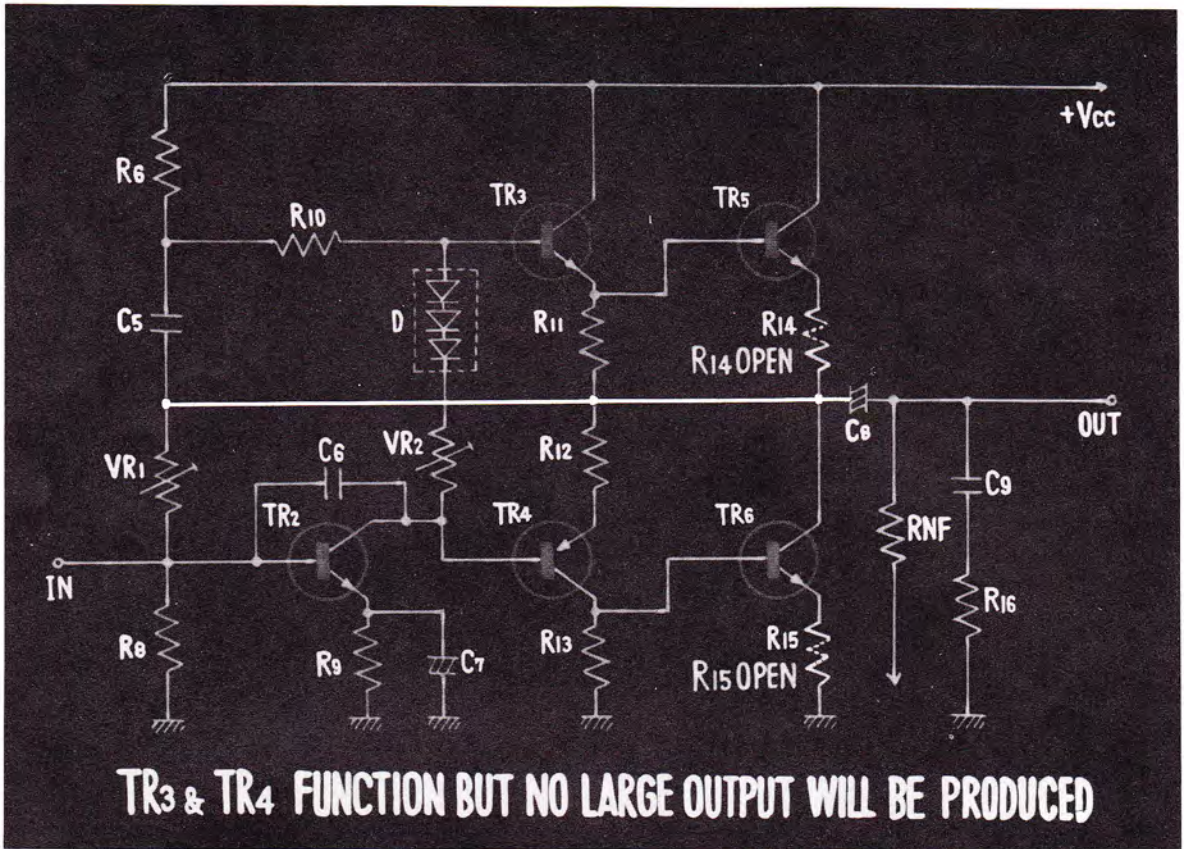 +Vcc
R6
TR3
TR5
R10
C5
D
R11
R14
R14 OPEN
C8
OUT
VR1
C6
VR2
R12
C9
TR2
TR4
TR6
RNF
IN
R16
R8
R9
C7
R13
R15
R15 OPEN
TR3 & TR4 FUNCTION BUT NO LARGE OUTPUT WILL BE PRODUCED